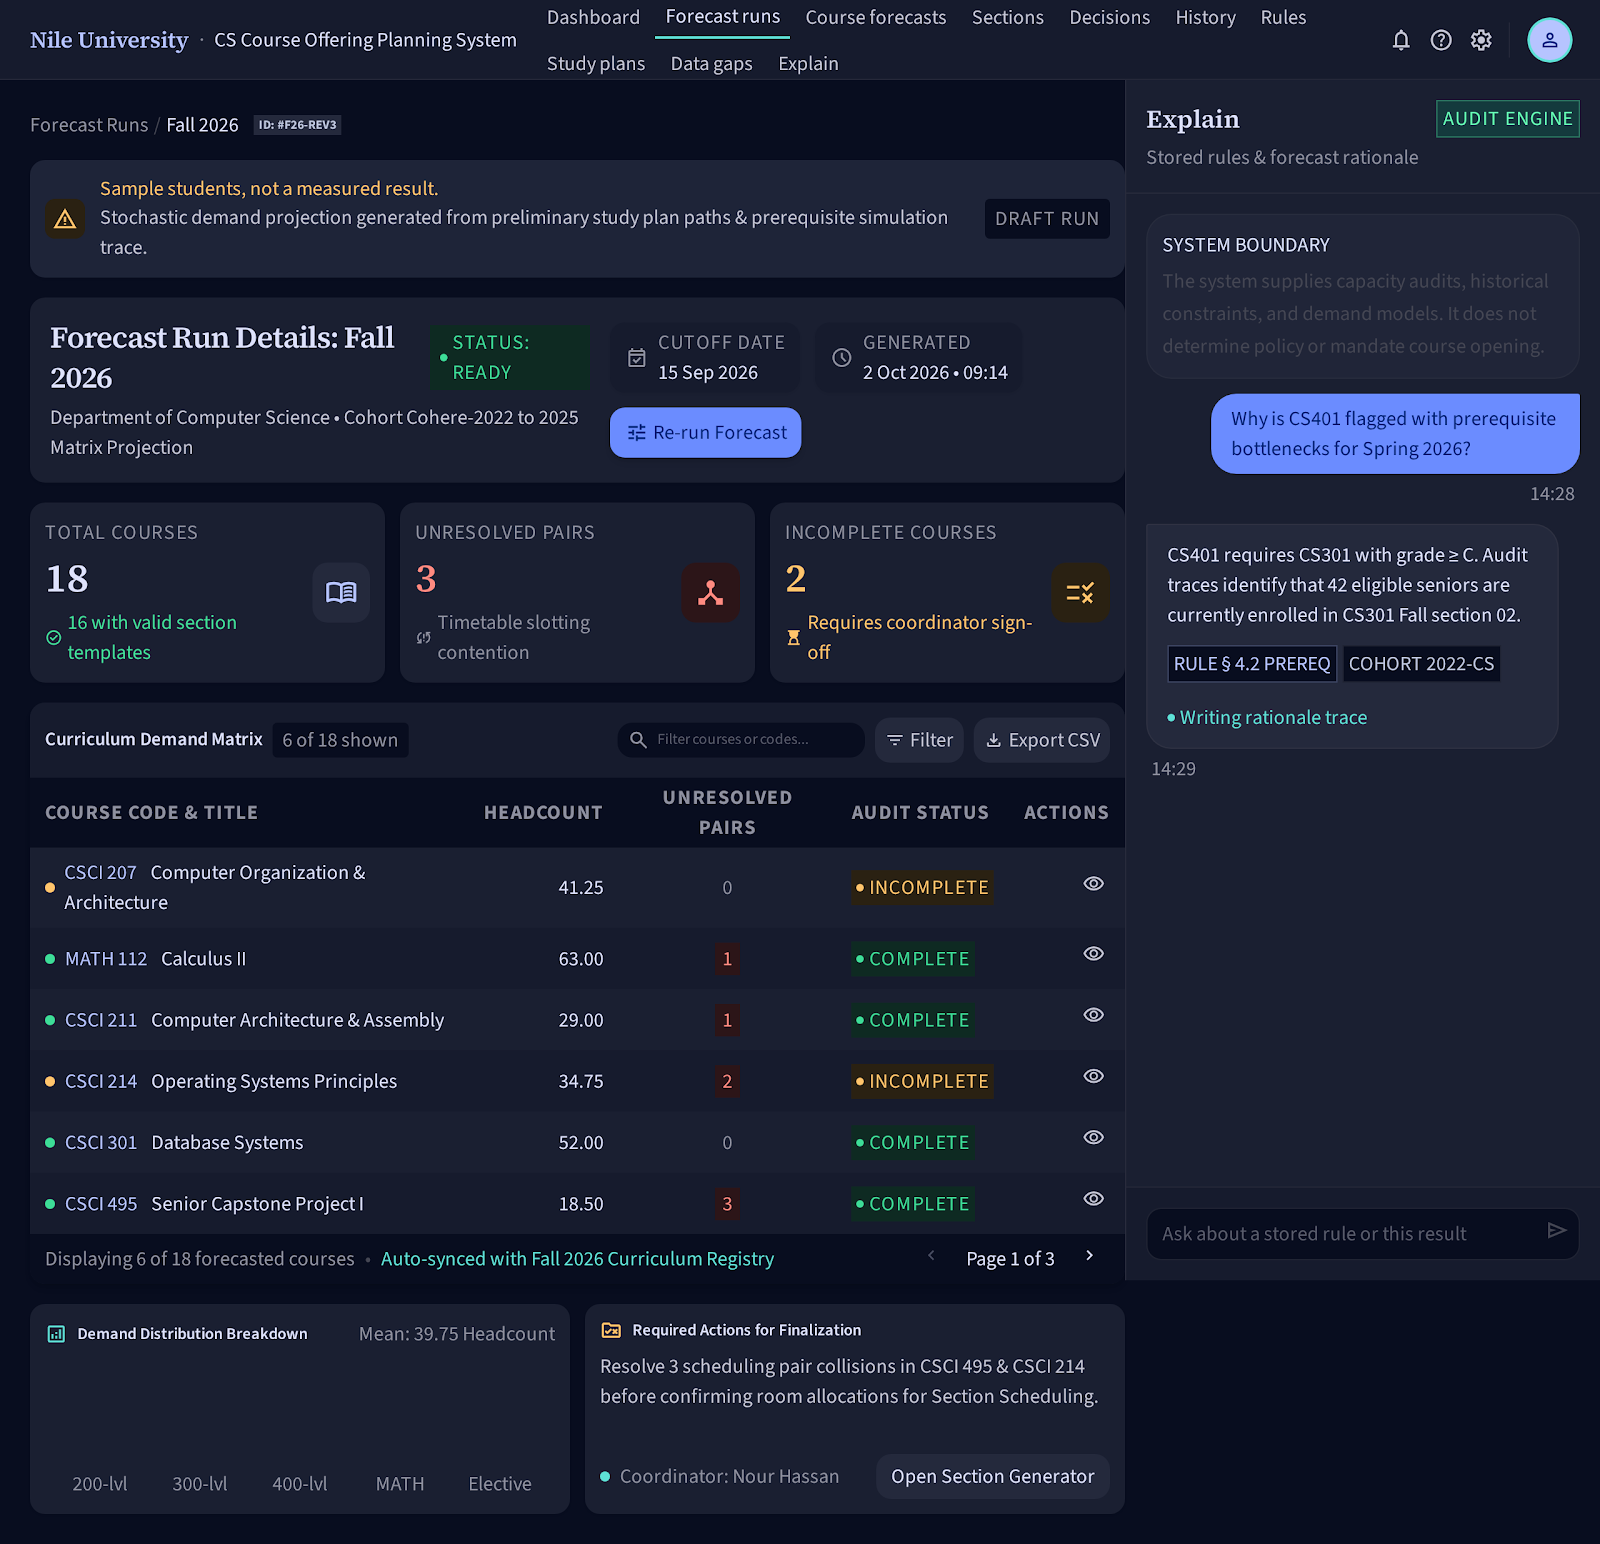 Nile University · CS Course Offering Planning System
Dashboard Forecast runs Course forecasts Sections Decisions History Rules
Study plans Data gaps Explain
Forecast Runs / Fall 2026 ID: #F26-REV3
Sample students, not a measured result.
Stochastic demand projection generated from preliminary study plan paths & prerequisite simulation
trace.
DRAFT RUN
Forecast Run Details: Fall
2026
Department of Computer Science • Cohort Cohere-2022 to 2025
Matrix Projection
STATUS:
READY
CUTOFF DATE
15 Sep 2026
GENERATED
2 Oct 2026 • 09:14
Re-run Forecast
TOTAL COURSES
18
16 with valid section
templates
UNRESOLVED PAIRS
3
Timetable slotting
contention
INCOMPLETE COURSES
2
Requires coordinator sign-
off
Curriculum Demand Matrix 6 of 18 shown Filter courses or codes... Filter Export CSV
COURSE CODE & TITLE HEADCOUNT UNRESOLVED PAIRS AUDIT STATUS ACTIONS
CSCI 207 Computer Organization &
Architecture 41.25 0 • INCOMPLETE
MATH 112 Calculus II 63.00 1 • COMPLETE
CSCI 211 Computer Architecture & Assembly 29.00 1 • COMPLETE
CSCI 214 Operating Systems Principles 34.75 2 • INCOMPLETE
CSCI 301 Database Systems 52.00 0 • COMPLETE
CSCI 495 Senior Capstone Project I 18.50 3 • COMPLETE
Displaying 6 of 18 forecasted courses • Auto-synced with Fall 2026 Curriculum Registry Page 1 of 3
Demand Distribution Breakdown Mean: 39.75 Headcount
200-lvl 300-lvl 400-lvl MATH Elective
Required Actions for Finalization
Resolve 3 scheduling pair collisions in CSCI 495 & CSCI 214
before confirming room allocations for Section Scheduling.
Coordinator: Nour Hassan Open Section Generator
Explain AUDIT ENGINE
Stored rules & forecast rationale
SYSTEM BOUNDARY
The system supplies capacity audits, historical
constraints, and demand models. It does not
determine policy or mandate course opening.
Why is CS401 flagged with prerequisite
bottlenecks for Spring 2026?
14:28
CS401 requires CS301 with grade ≥ C. Audit
traces identify that 42 eligible seniors are
currently enrolled in CS301 Fall section 02.
RULE § 4.2 PREREQ COHORT 2022-CS
• Writing rationale trace
14:29
Ask about a stored rule or this result